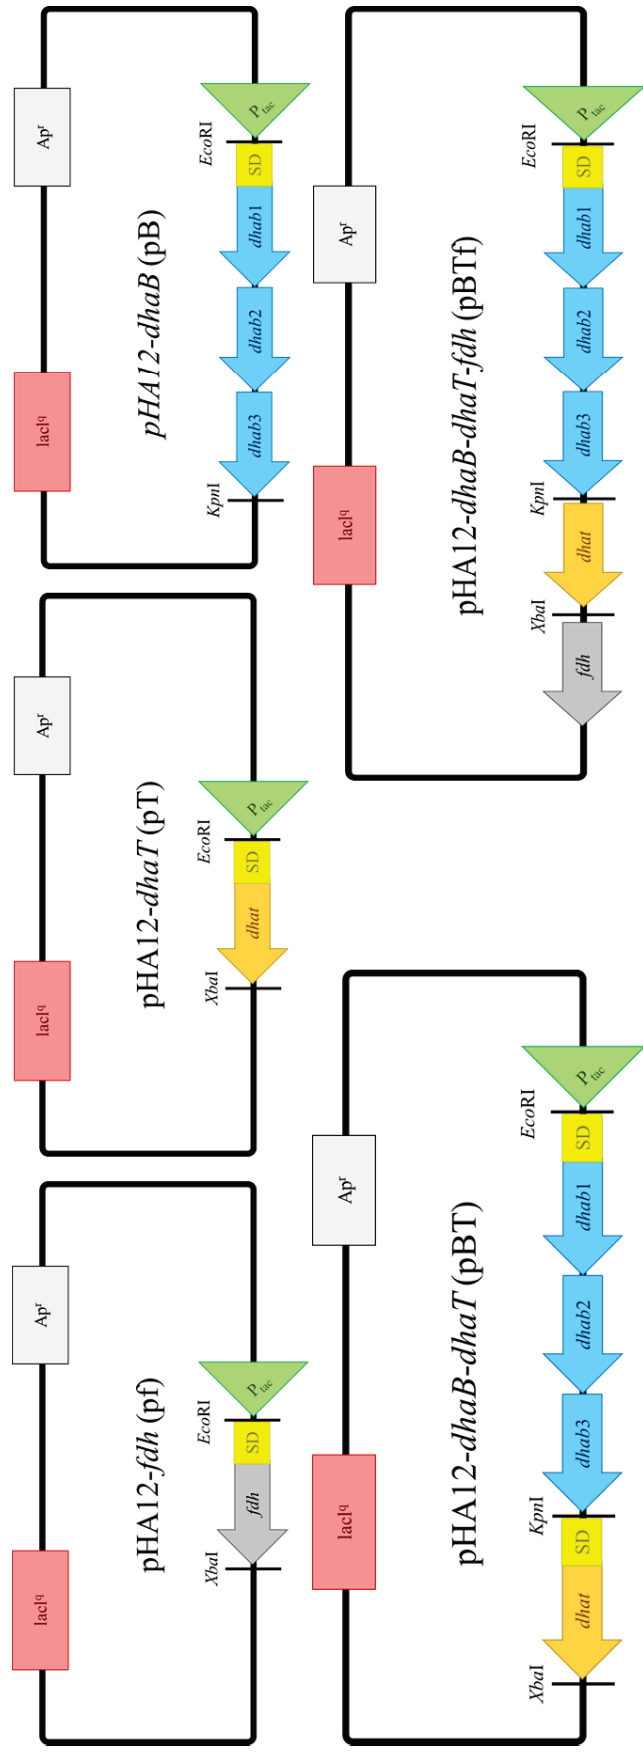 lacIq
Apr
pHA12-fdh (pf)
XbaI
EcoRI
fdh
SD
Ptac
lacIq
Apr
pHA12-dhaT (pT)
XbaI
EcoRI
dhat
SD
Ptac
lacIq
Apr
pHA12-dhaB (pB)
KpnI
EcoRI
dhab3
dhab2
dhab1
SD
Ptac
lacIq
Apr
pHA12-dhaB-dhaT (pBT)
XbaI
KpnI
EcoRI
dhat
SD
dhab3
dhab2
dhab1
SD
Ptac
lacIq
Apr
pHA12-dhaB-dhaT-fdh (pBTf)
XbaI
KpnI
EcoRI
fdh
dhat
dhab3
dhab2
dhab1
SD
Ptac